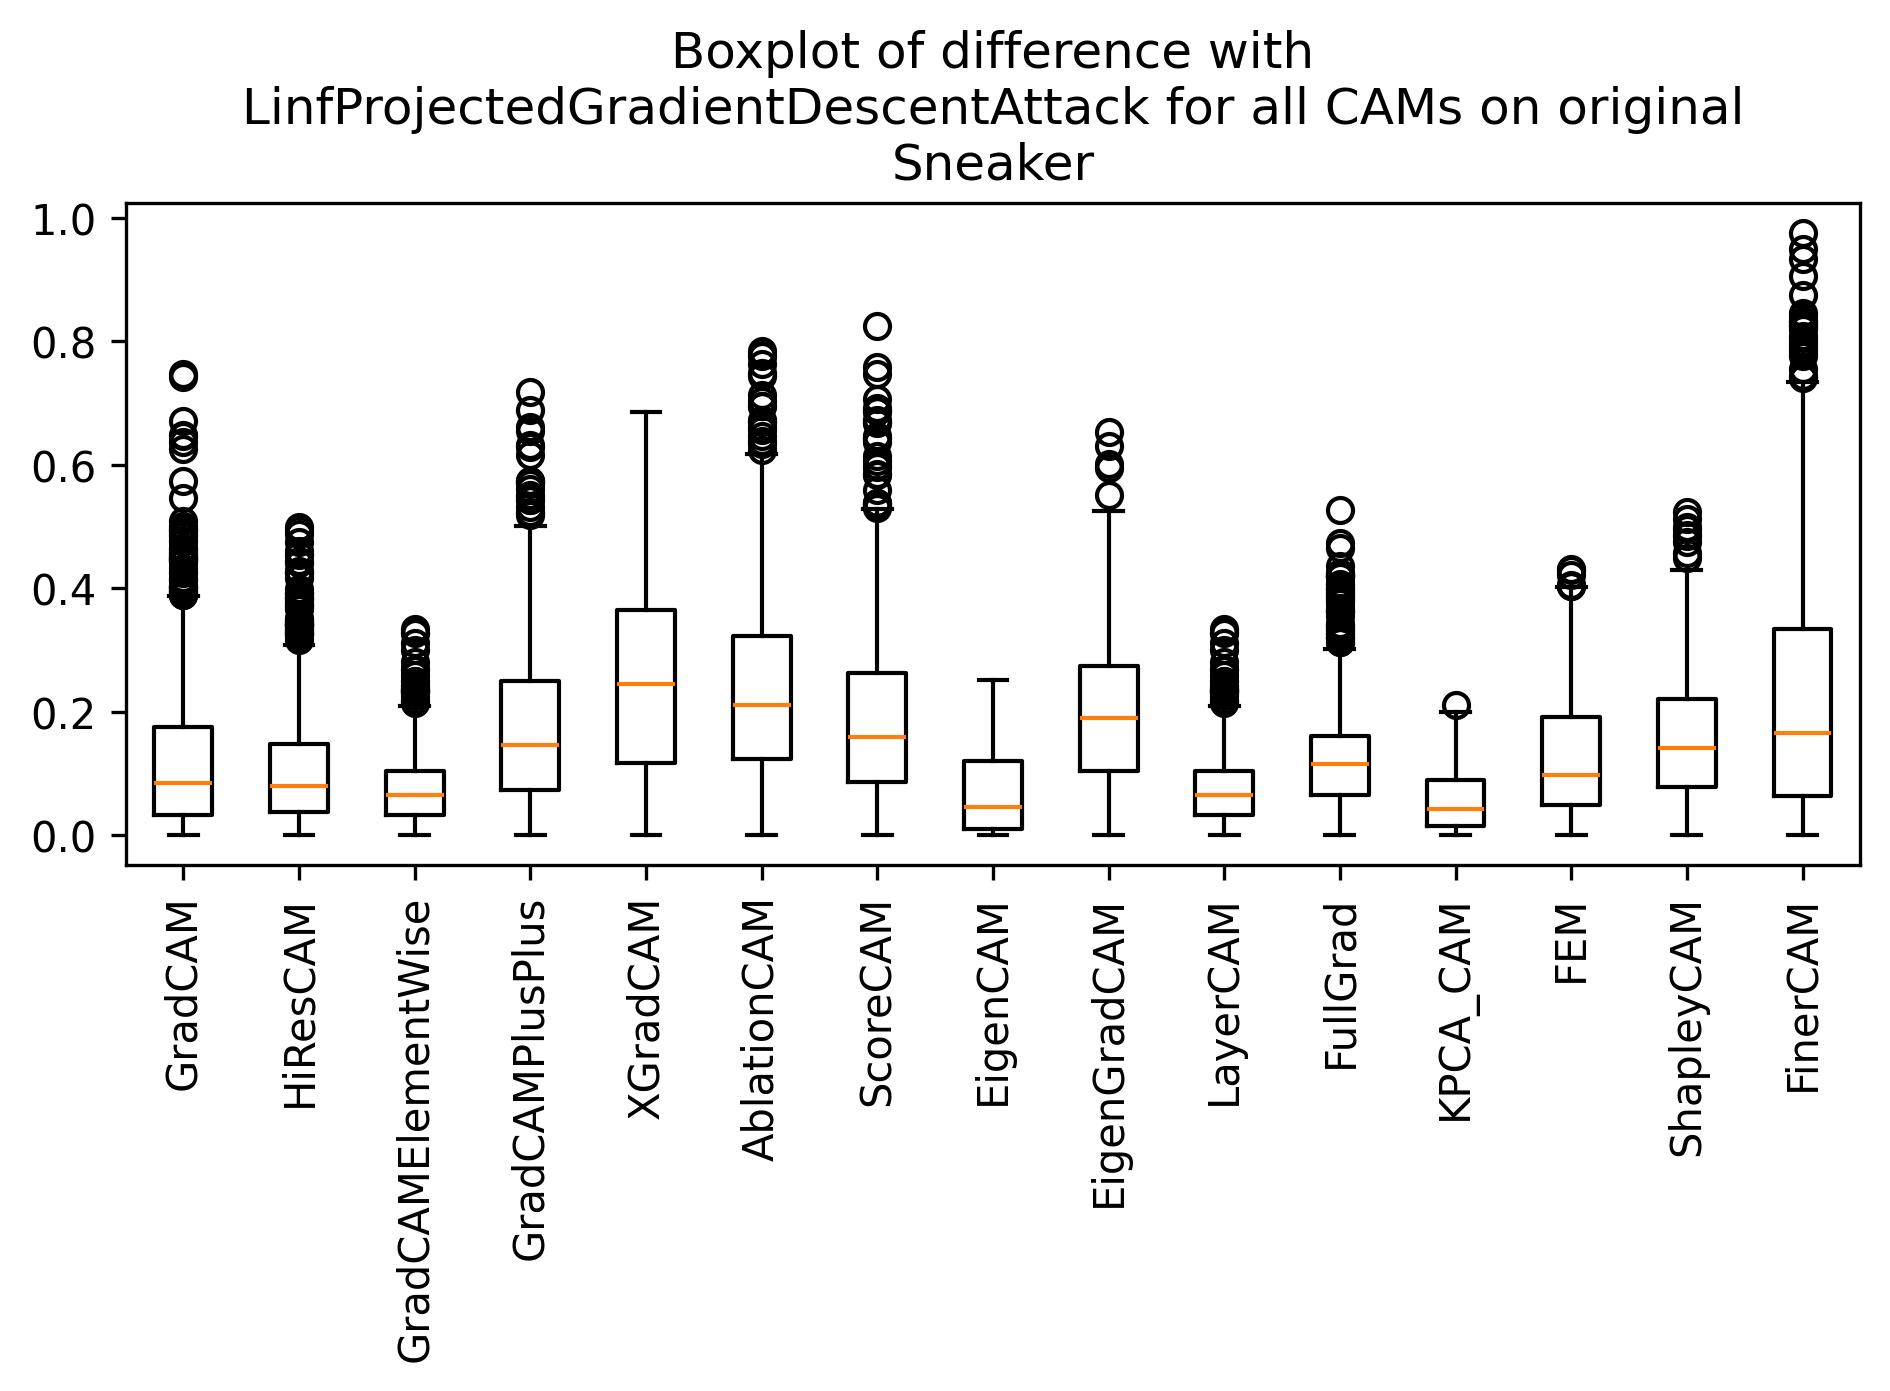 Boxplot of difference with
LinfProjectedGradientDescentAttack for all CAMs on original
Sneaker
1.0
0.8
0.6
0.4
0.2
0.0
GradCAM
HiResCAM
GradCAMElementWise
GradCAMPlusPlus
XGradCAM
AblationCAM
ScoreCAM
EigenCAM
EigenGradCAM
LayerCAM
FullGrad
KPCA_CAM
FEM
ShapleyCAM
FinerCAM